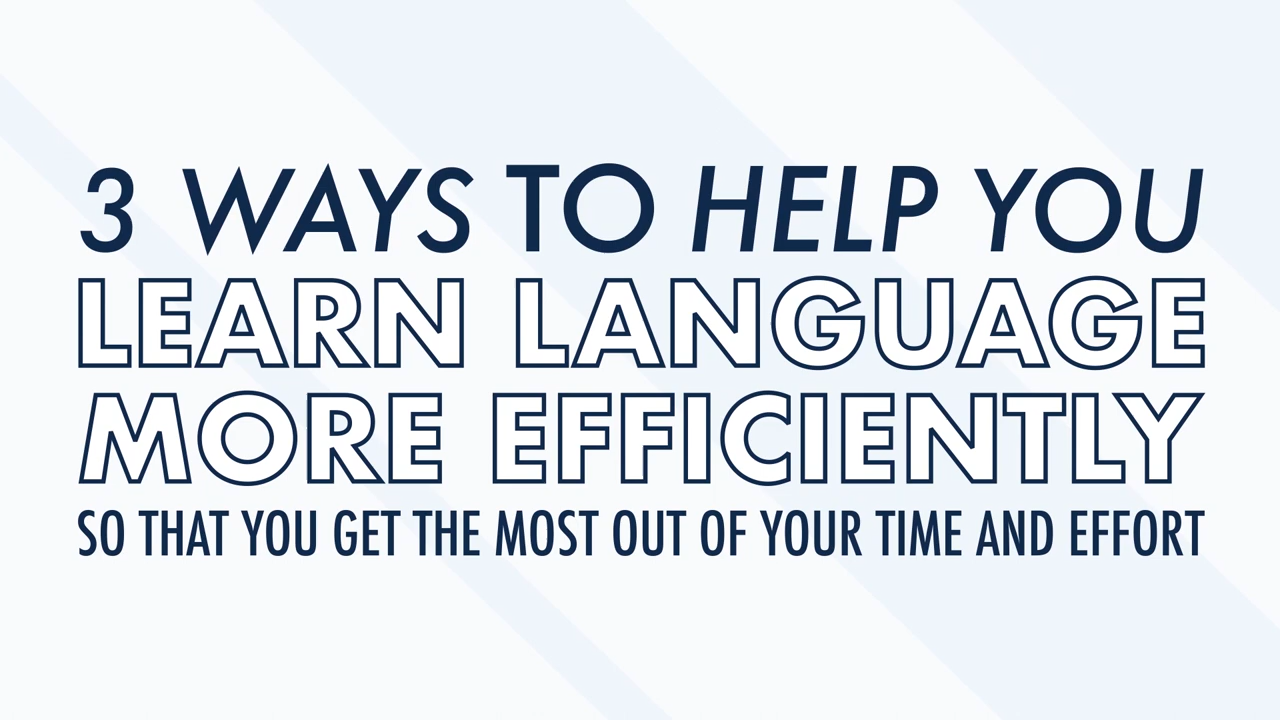 3 WAYS TO HELP YOU
LEARN LANGUAGE
MORE EFFICIENTLY
SO THAT YOU GET THE MOST OUT OF YOUR TIME AND EFFORT